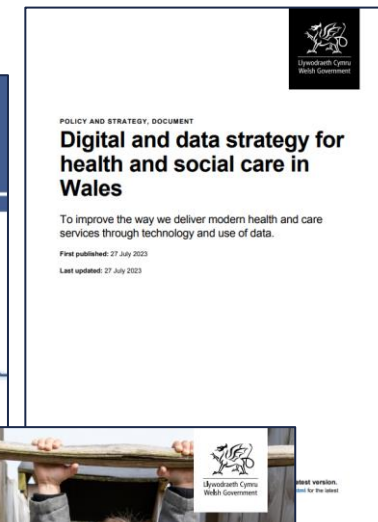 Llywodraeth Cymru
Welsh Government
POLICY AND STRATEGY, DOCUMENT
Digital and data strategy for
health and social care in
Wales
To improve the way we deliver modern health and care
services through technology and use of data.
First published: 27 July 2023
Last updated: 27 July 2023
Llywodraeth Cymru
Welsh Government
test version.
for the latest